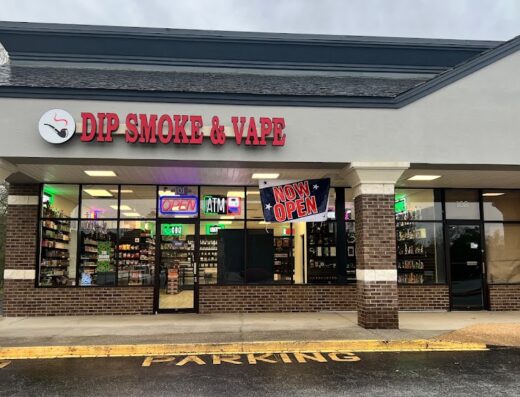 DIP SMOKE & VAPE
OPEN
ATM
NOW
OPEN
PARKING